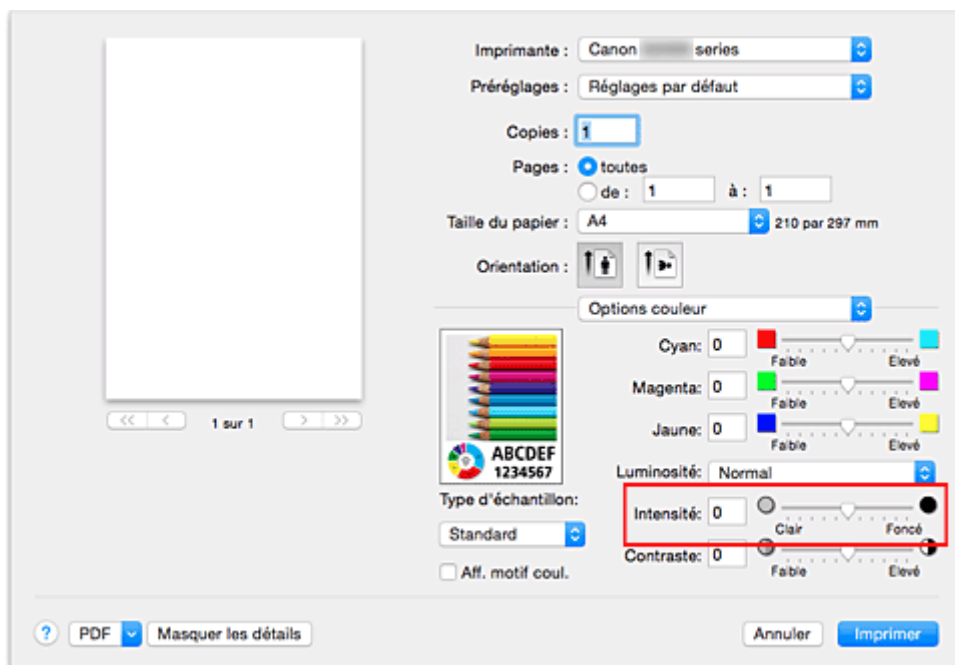 Imprimante : Canon series
Préréglages : Réglages par défaut
Copies : 1
Pages : toutes
de : 1 à : 1
Taille du papier : A4 210 par 297 mm
Orientation :
Options couleur
Cyan: 0
Faible Elevé
Magenta: 0
Faible Elevé
Jaune: 0
Faible Elevé
ABCDEF
1234567
Luminosité: Normal
Type d'échantillon:
Standard
Intensité: 0
Clair Foncé
Contraste: 0
Faible Elevé
Aff. motif coul.
<< < 1 sur 1 > >>
? PDF Masquer les détails Annuler Imprimer